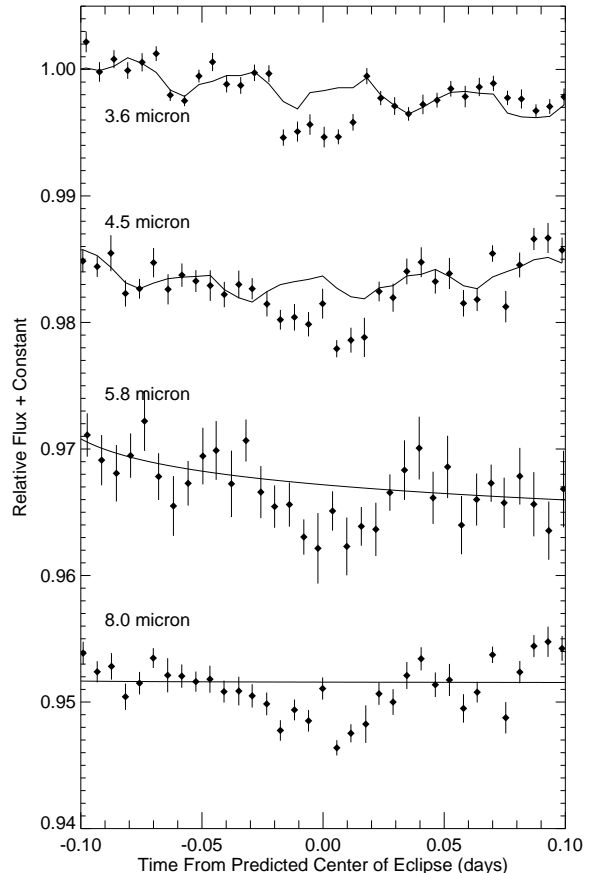 1.00
3.6 micron
0.99
4.5 micron
0.98
5.8 micron
0.97
0.96
8.0 micron
0.95
0.94
-0.10 -0.05 0.00 0.05 0.10
Time From Predicted Center of Eclipse (days)
Relative Flux + Constant